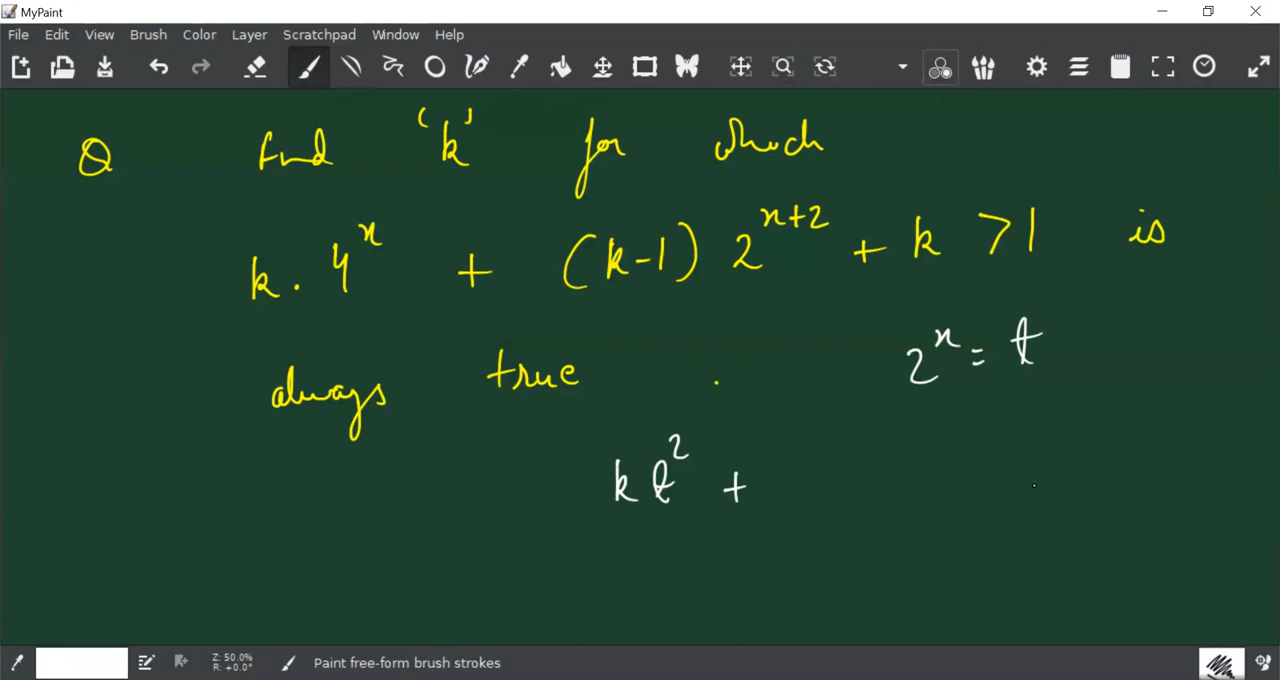 MyPaint
File Edit View Brush Color Layer Scratchpad Window Help
Q find 'k' for which
k . 4^x + (k-1) 2^{x+2} + k > 1 is
always true .
2^x = t
k t^2 +
Z: 50.0%
R: +0.0°
Paint free-form brush strokes